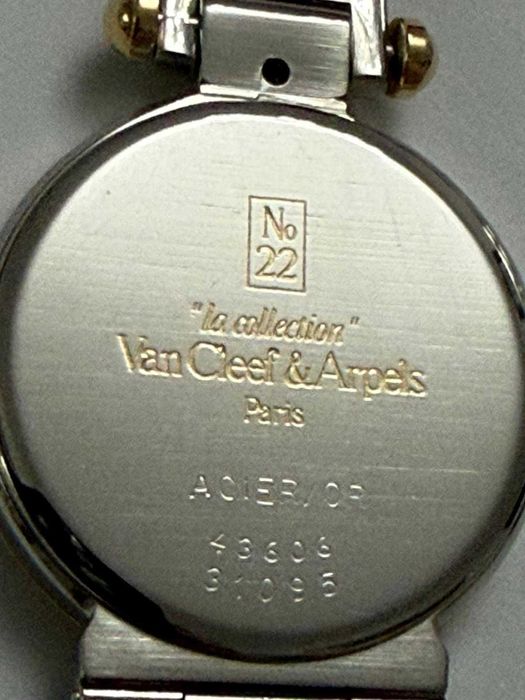 No
22
"la collection"
Van Cleef & Arpels
Paris
ACIER/OR
43606
31095